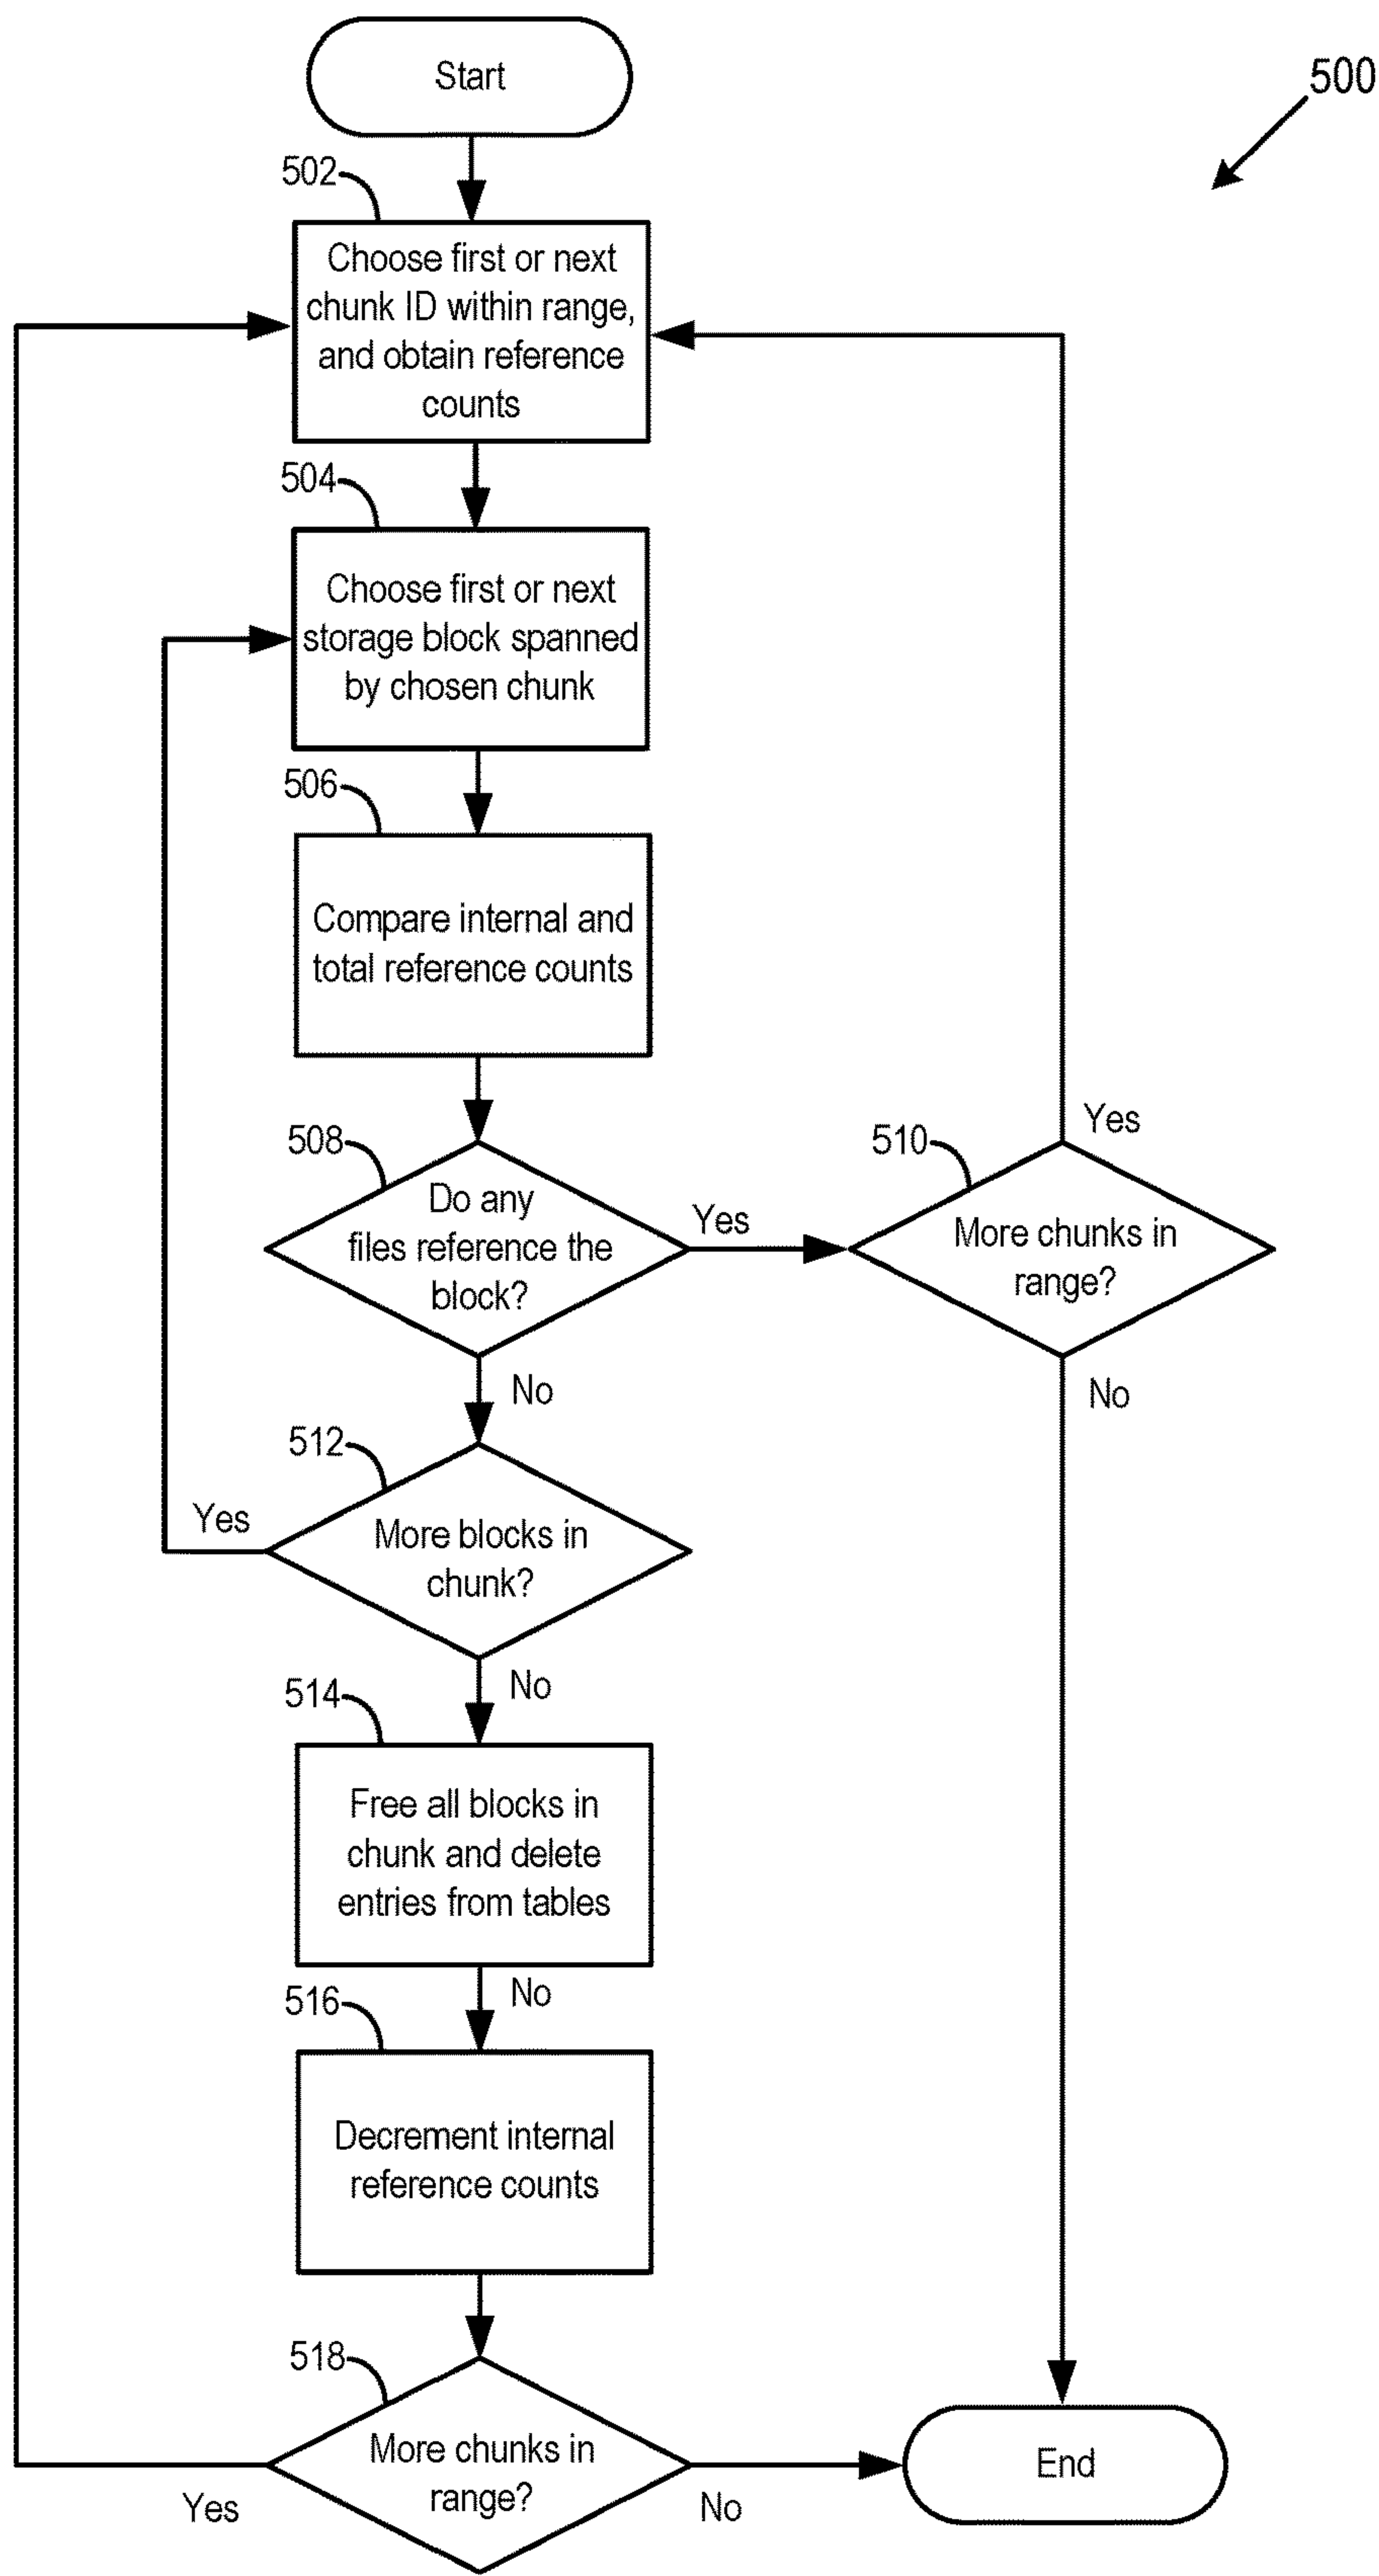 Start
500
502
Choose first or next
chunk ID within range,
and obtain reference
counts
504
Choose first or next
storage block spanned
by chosen chunk
506
Compare internal and
total reference counts
508
Do any
files reference the
block?
Yes
510
More chunks in
range?
Yes
No
No
512
More blocks in
chunk?
Yes
No
514
Free all blocks in
chunk and delete
entries from tables
No
516
Decrement internal
reference counts
518
More chunks in
range?
Yes
No
End